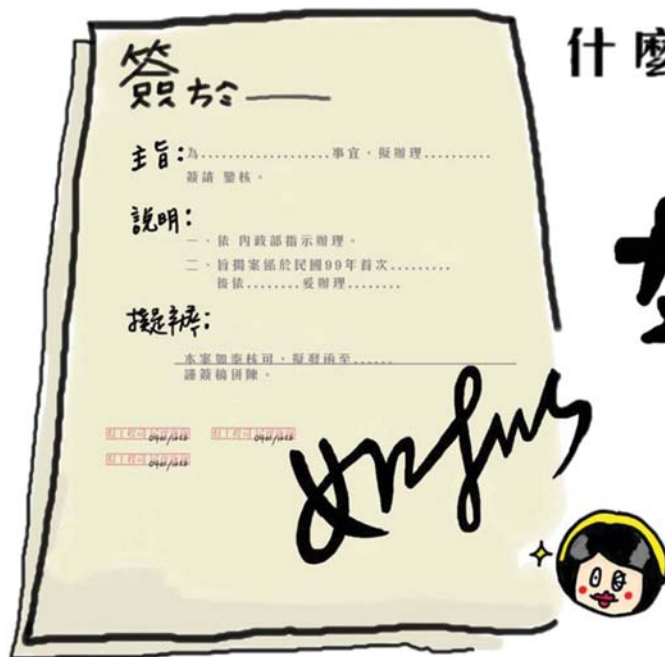 什麼
簽於
主旨：為...................事宜，擬辦理..........
簽請 鑒核。
說明：
一、依 內政部指示辦理。
二、旨揭案係於民國99年首次.........
後依........爰辦理........
擬辦：
本案如奉核可，擬發函至......
謹簽稿併陳。